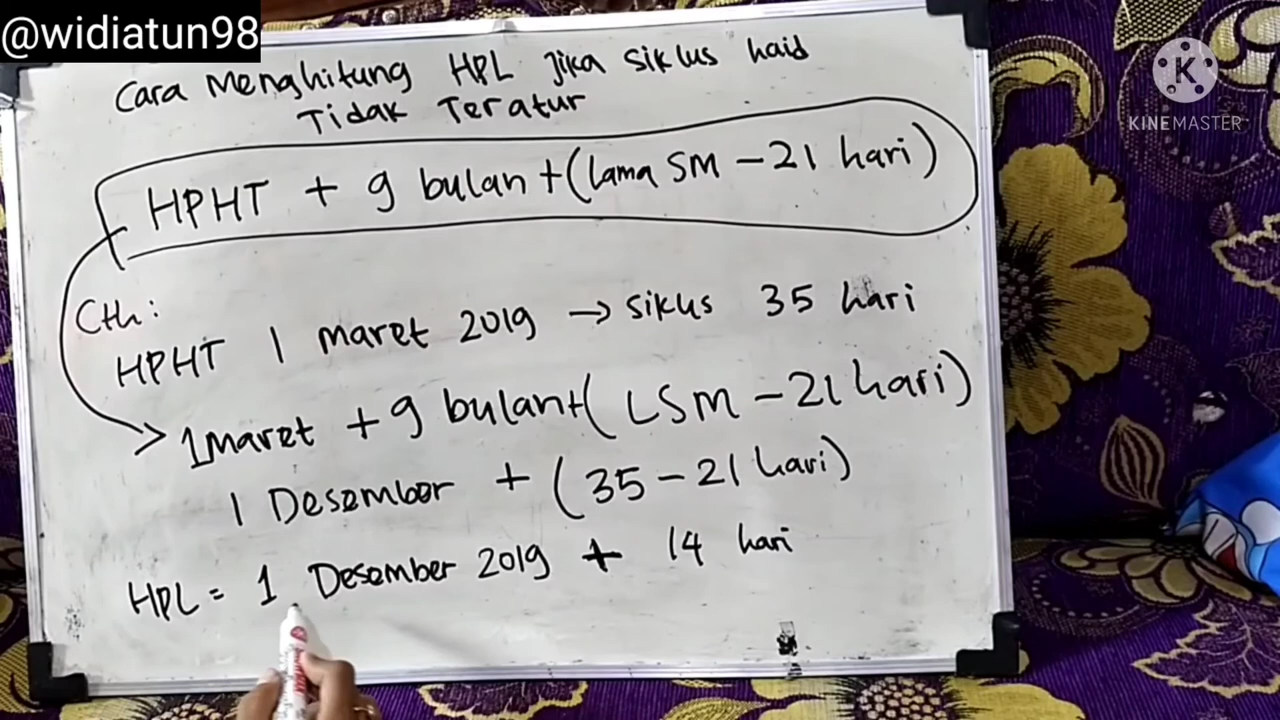 @widiatun98
KINEMASTER
Cara Menghitung HPL Jika Siklus haid
Tidak Teratur
HPHT + 9 bulan + (lama SM - 21 hari)
Cth:
HPHT 1 maret 2019 → Siklus 35 hari
1 maret + 9 bulan + (LSM - 21 hari)
1 Desember + (35 - 21 hari)
HPL = 1 Desember 2019 + 14 hari